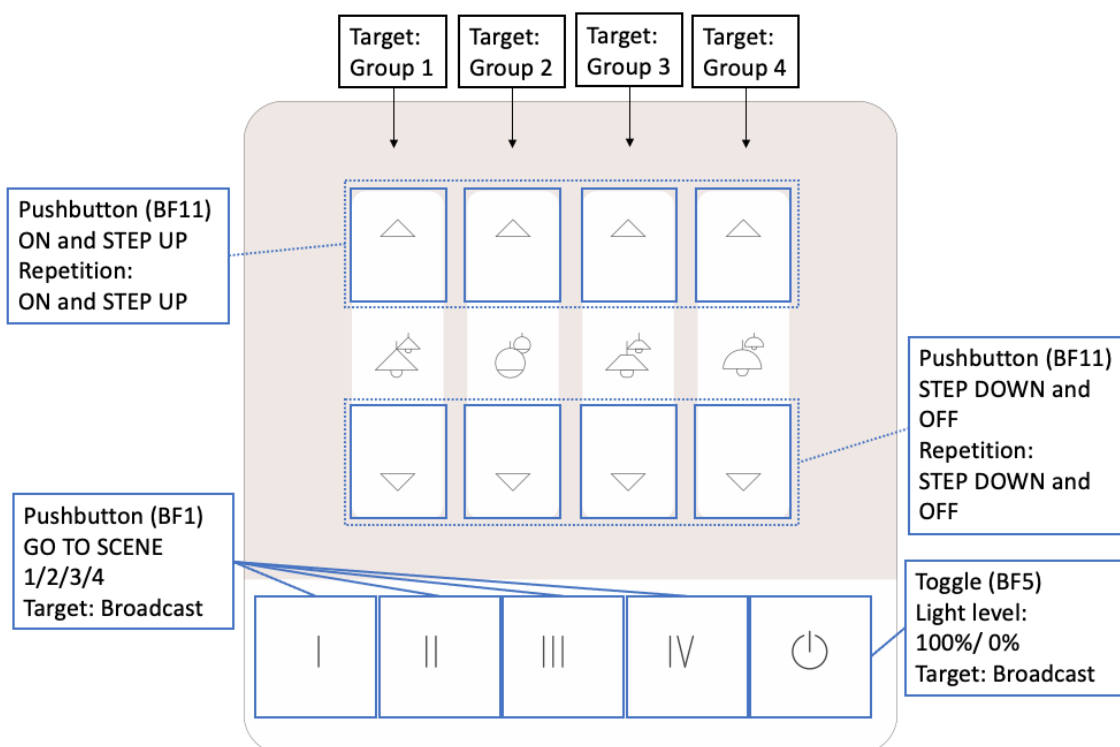 Target:
Group 1
Target:
Group 2
Target:
Group 3
Target:
Group 4
Pushbutton (BF11)
ON and STEP UP
Repetition:
ON and STEP UP
Pushbutton (BF11)
STEP DOWN and
OFF
Repetition:
STEP DOWN and
OFF
Pushbutton (BF1)
GO TO SCENE
1/2/3/4
Target: Broadcast
I II III IV
Toggle (BF5)
Light level:
100%/ 0%
Target: Broadcast